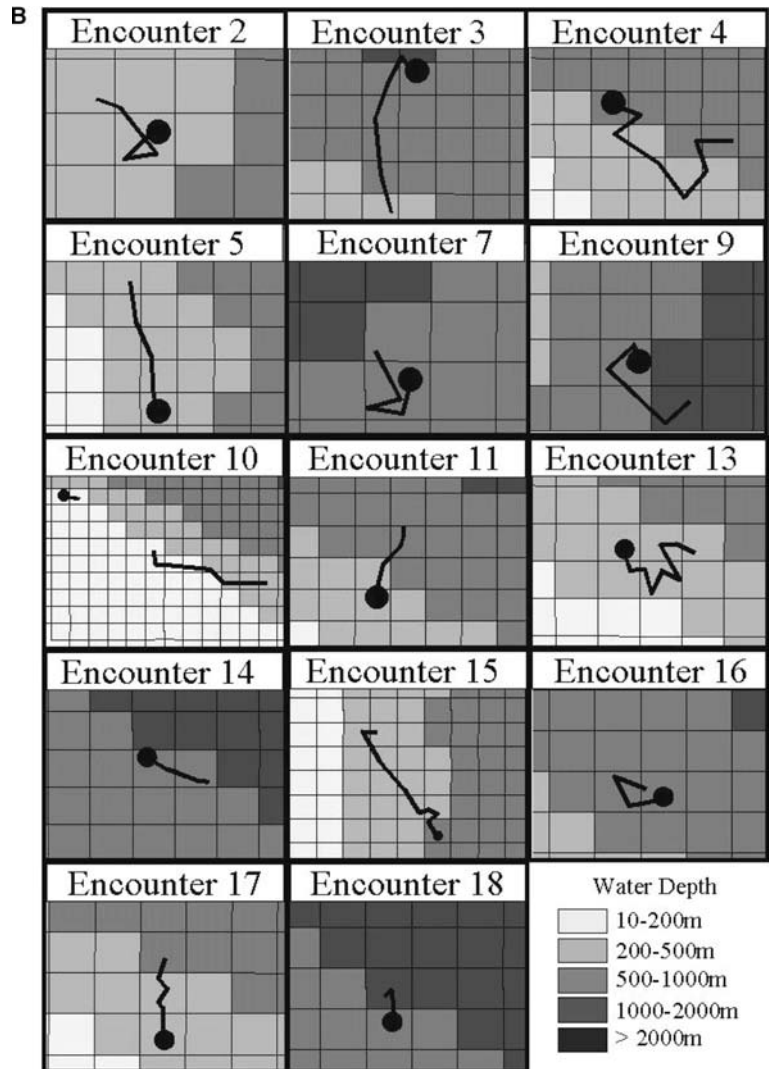 B
Encounter 2
Encounter 3
Encounter 4
Encounter 5
Encounter 7
Encounter 9
Encounter 10
Encounter 11
Encounter 13
Encounter 14
Encounter 15
Encounter 16
Encounter 17
Encounter 18
Water Depth
10-200m
200-500m
500-1000m
1000-2000m
> 2000m